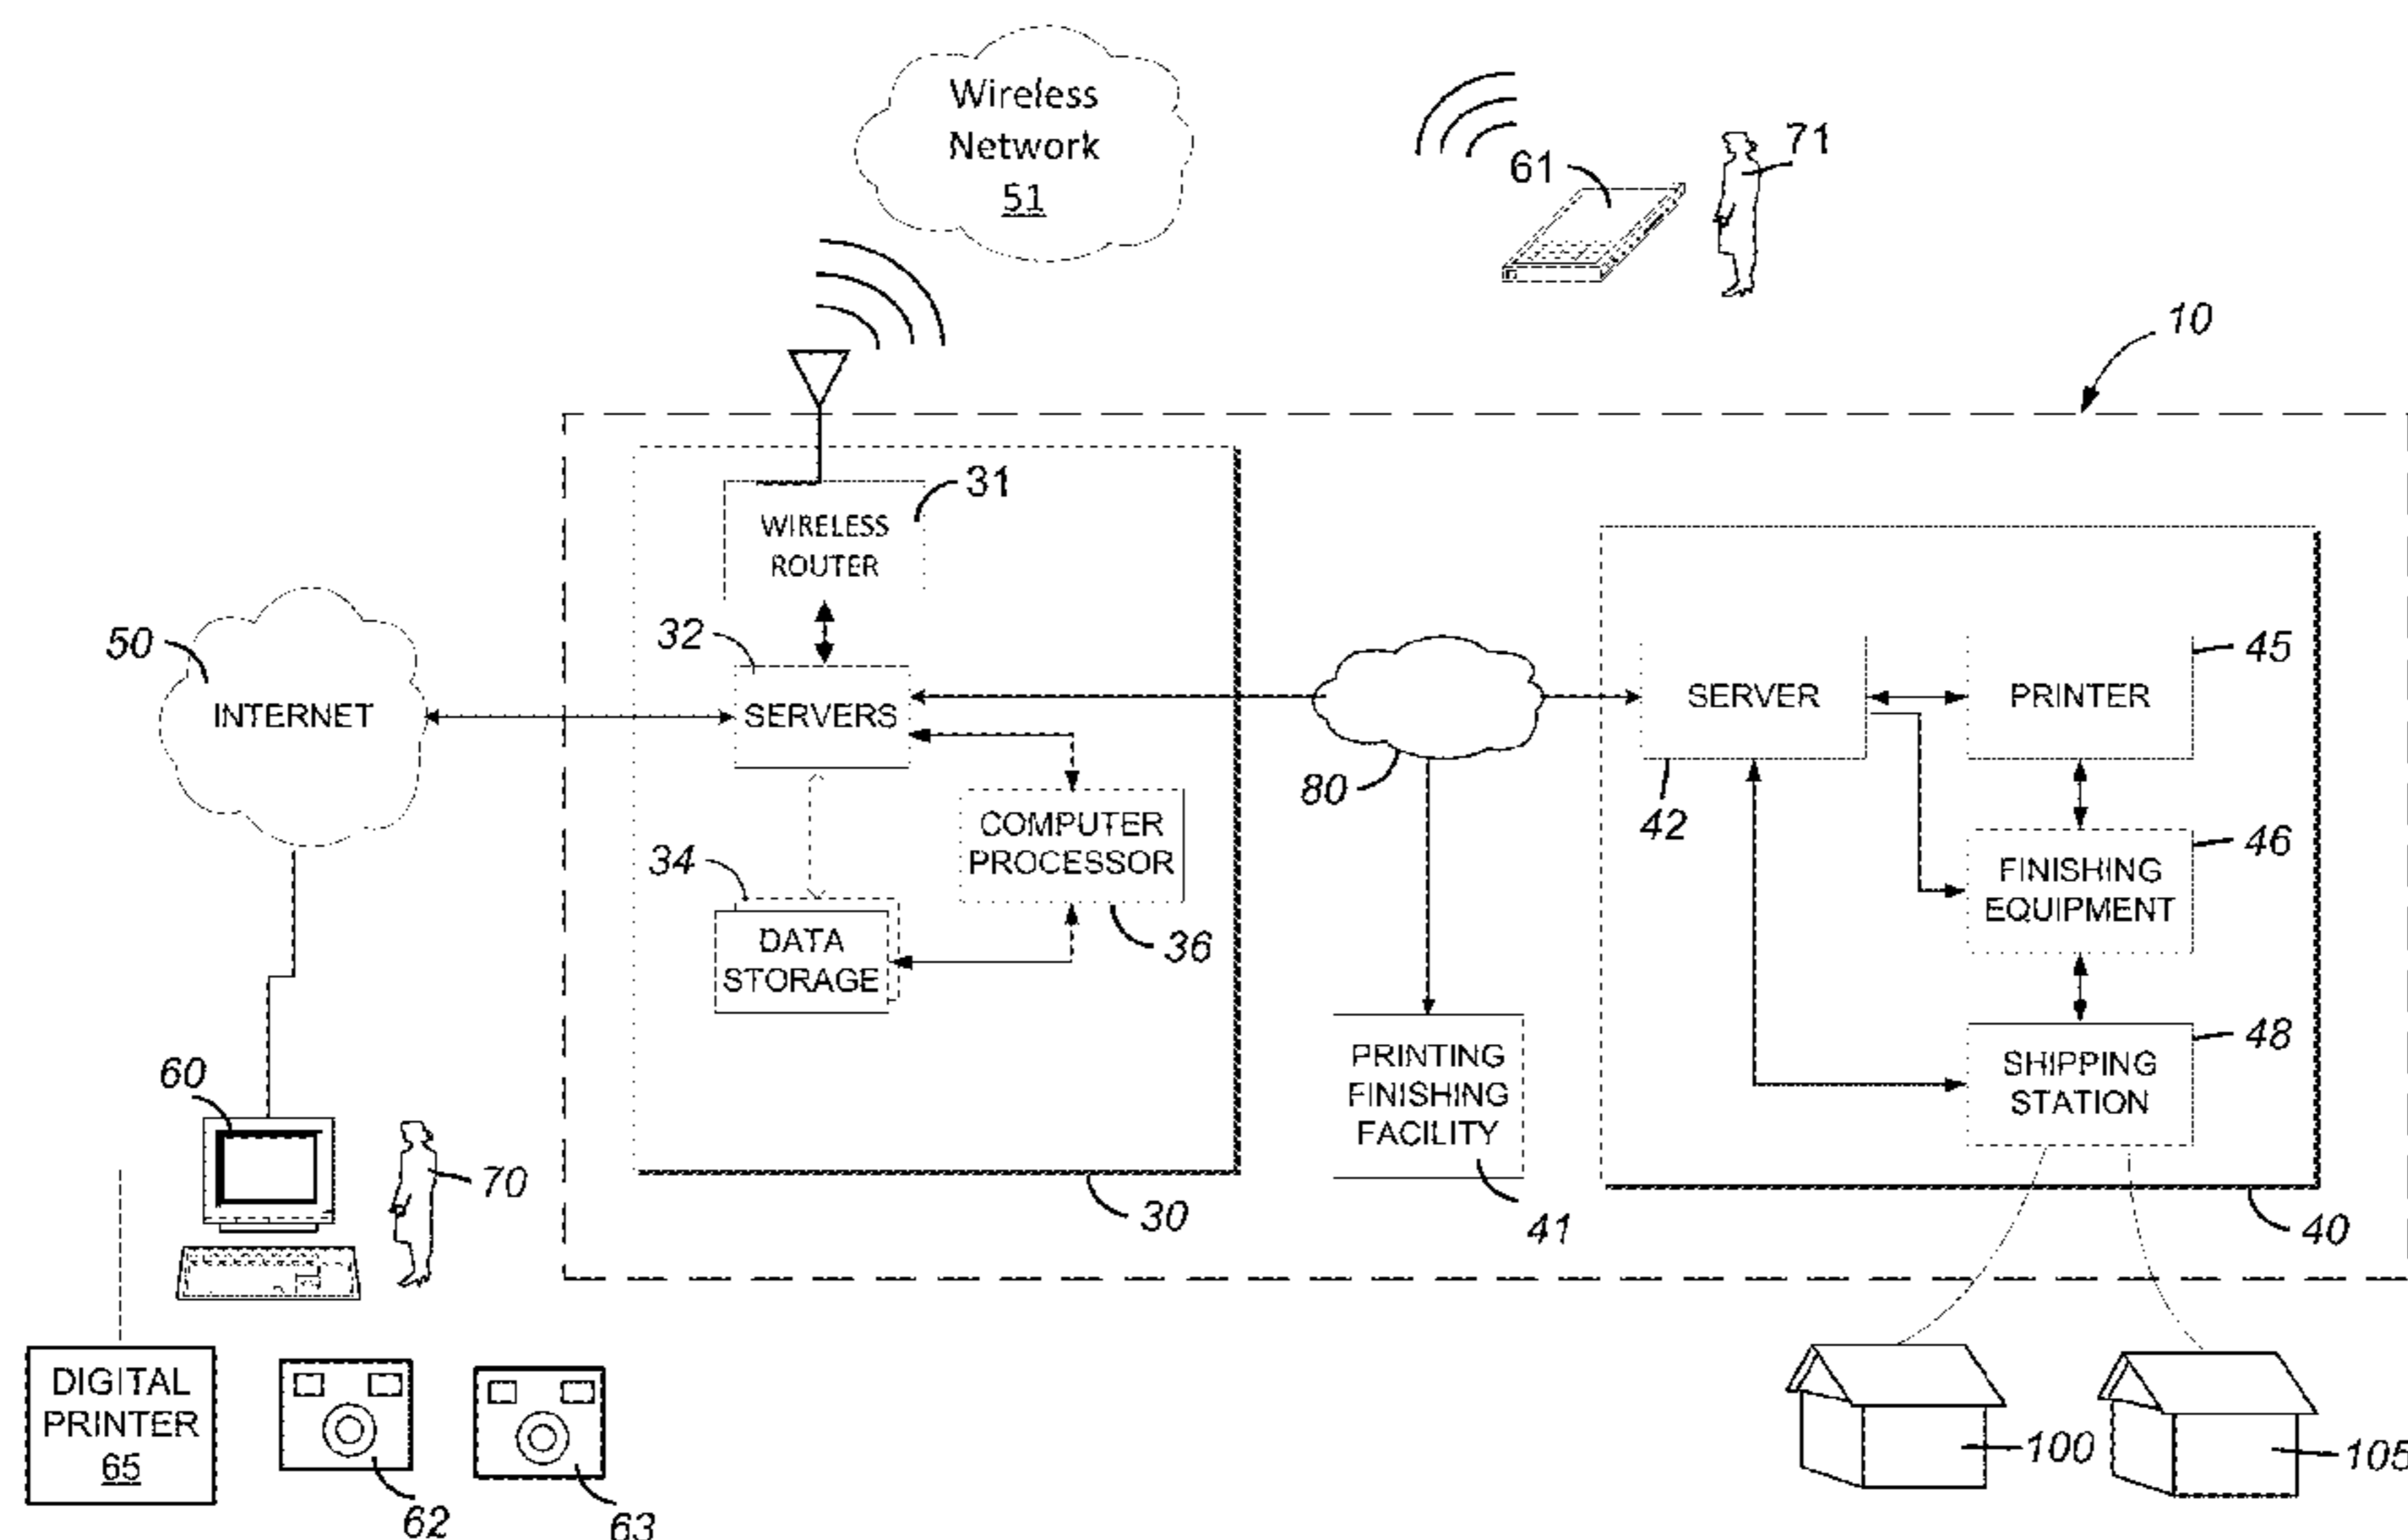 Wireless
Network
51
61
71
10
31
WIRELESS
ROUTER
32
50
INTERNET
SERVERS
80
SERVER
42
PRINTER
45
COMPUTER
PROCESSOR
36
34
DATA
STORAGE
FINISHING
EQUIPMENT
46
PRINTING
FINISHING
FACILITY
41
SHIPPING
STATION
48
60
70
30
40
DIGITAL
PRINTER
65
62
63
100
105